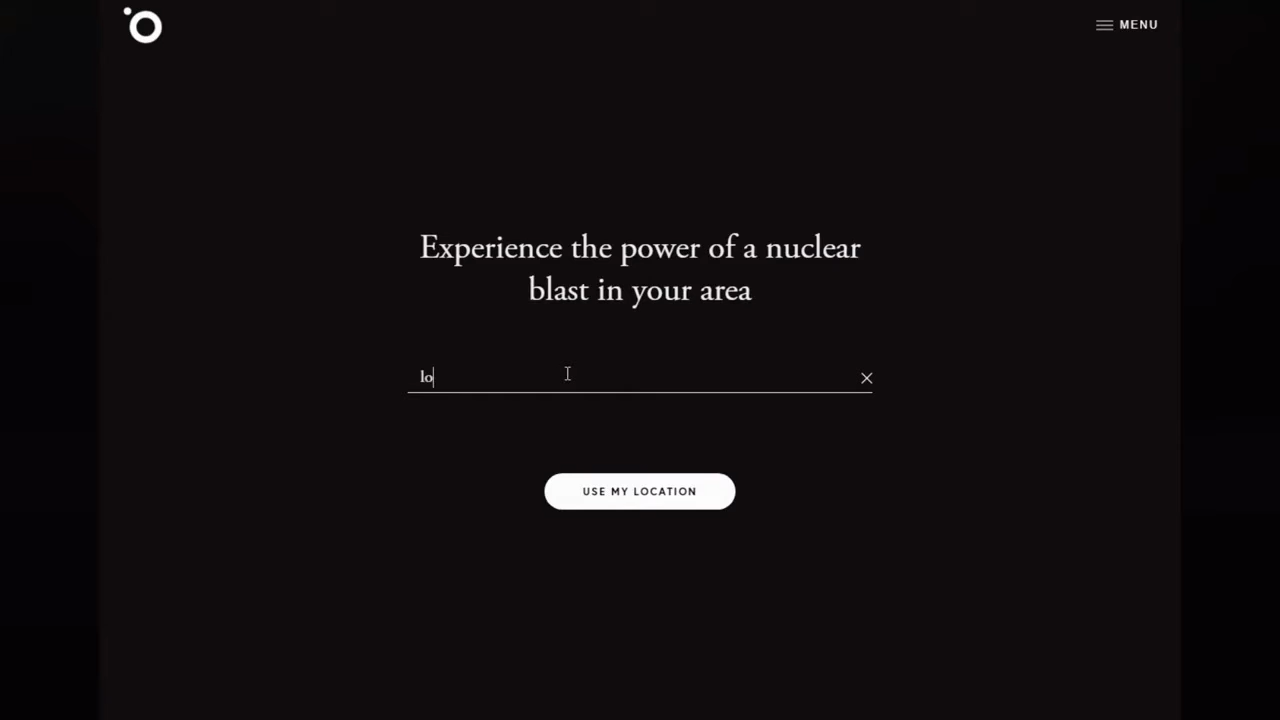 MENU
Experience the power of a nuclear
blast in your area
lo
USE MY LOCATION